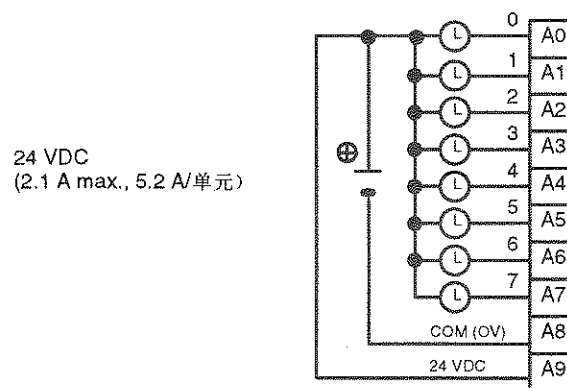 0 A0
1 A1
2 A2
3 A3
4 A4
5 A5
6 A6
7 A7
L
L
L
L
L
L
L
L
⊕
24 VDC
(2.1 A max., 5.2 A/单元)
COM (0V) A8
24 VDC A9